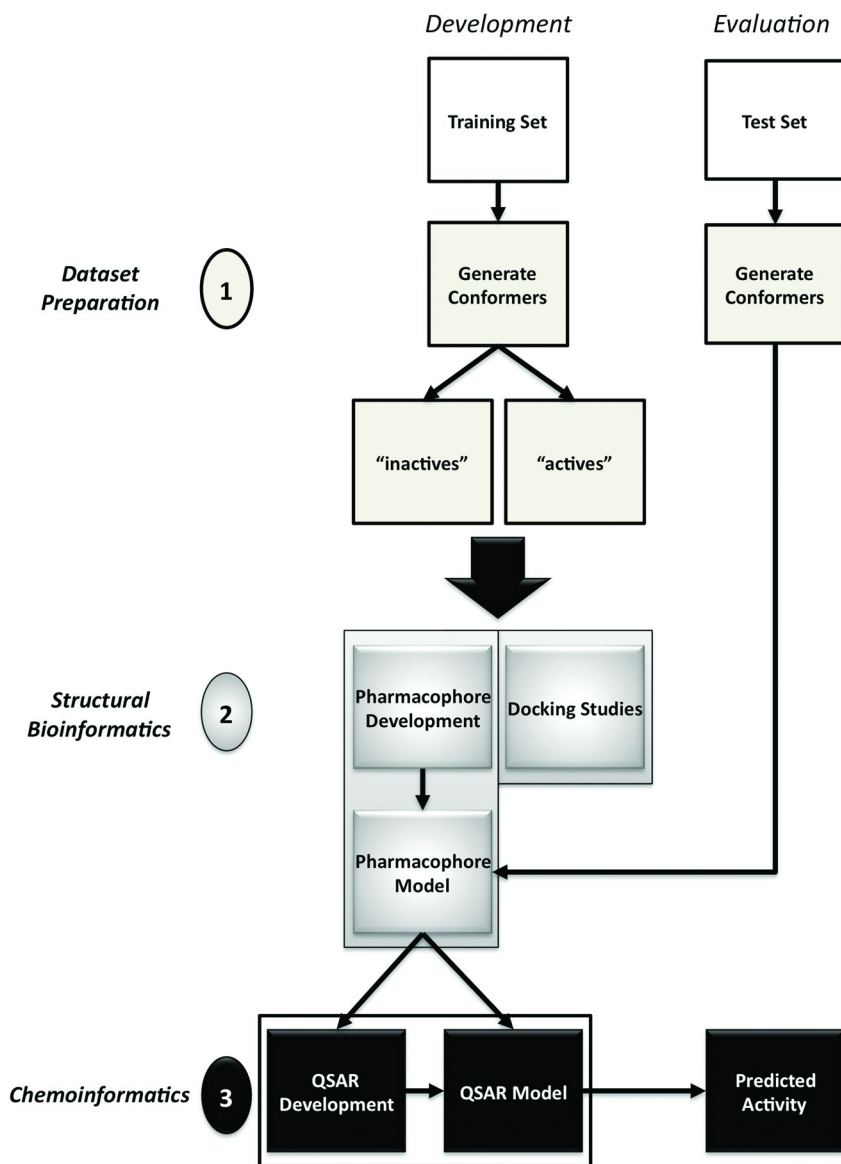 Development
Evaluation
Training Set
Test Set
Dataset
Preparation
1
Generate
Conformers
Generate
Conformers
“inactives”
“actives”
Structural
Bioinformatics
2
Pharmacophore
Development
Docking Studies
Pharmacophore
Model
Chemoinformatics
3
QSAR
Development
QSAR Model
Predicted
Activity